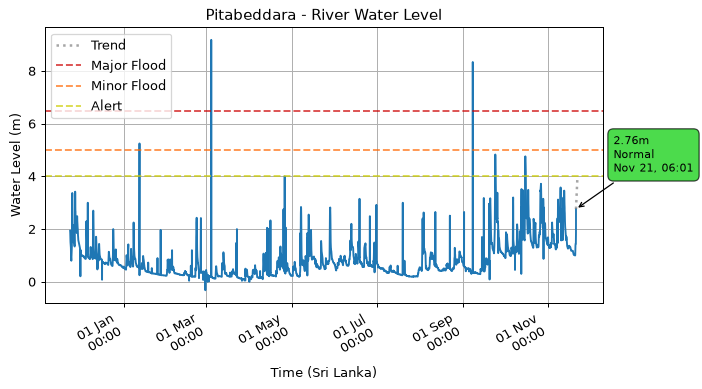 Pitabeddara - River Water Level
Trend
Major Flood
Minor Flood
Alert
Water Level (m)
8
6
4
2
0
2.76m
Normal
Nov 21, 06:01
01 Jan
00:00
01 Mar
00:00
01 May
00:00
01 Jul
00:00
01 Sep
00:00
01 Nov
00:00
Time (Sri Lanka)